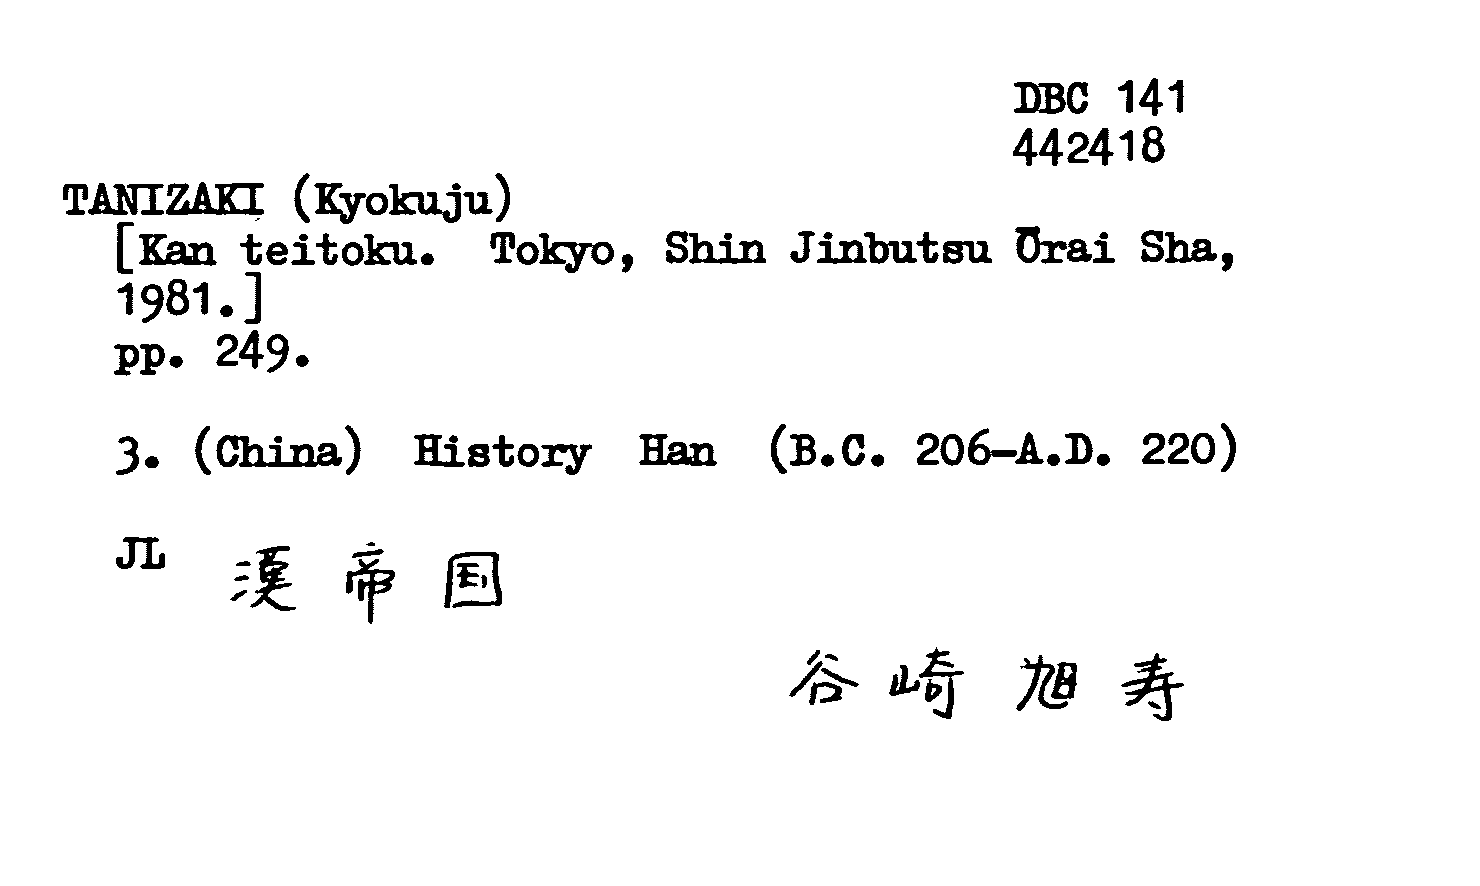 DBC 141
442418
TANIZAKI (Kyokuju)
[Kan teitoku. Tokyo, Shin Jinbutsu Ōrai Sha,
1981.]
pp. 249.
3. (China) History Han (B.C. 206-A.D. 220)
JL 漢帝国
谷崎旭寿